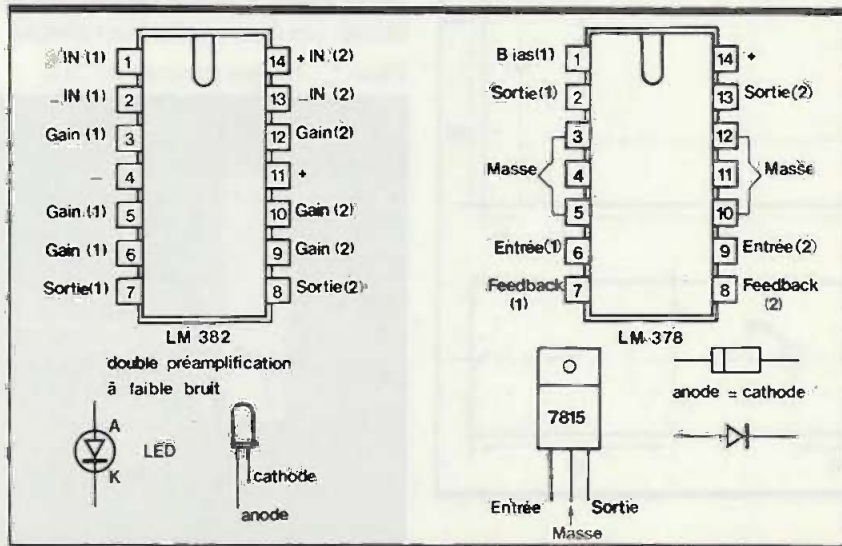 IN (1) 1 14 + IN (2)
_ IN (1) 2 13 _ IN (2)
Gain (1) 3 12 Gain (2)
_ 4 11 +
Gain (1) 5 10 Gain (2)
Gain (1) 6 9 Gain (2)
Sortie (1) 7 8 Sortie (2)
LM 382
double préamplification
à faible bruit
A
LED
K
cathode
anode
Bias (1) 1 14 +
Sortie (1) 2 13 Sortie (2)
3 12
Masse 4 11 Masse
5 10
Entrée (1) 6 9 Entrée (2)
Feedback 7 8 Feedback
(1) (2)
LM-378
7815
anode = cathode
Entrée Sortie
Masse